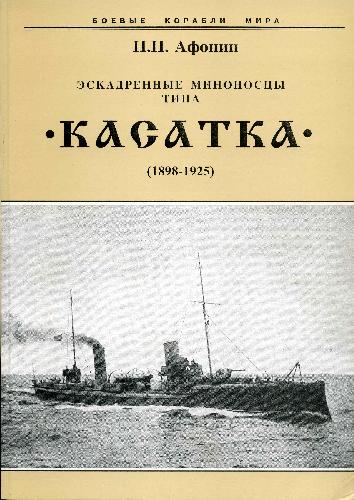 БОЕВЫЕ КОРАБЛИ МИРА
Н.Н. Афонин
ЭСКАДРЕННЫЕ МИНОНОСЦЫ
ТИПА
·КАСАТКА·
(1898-1925)